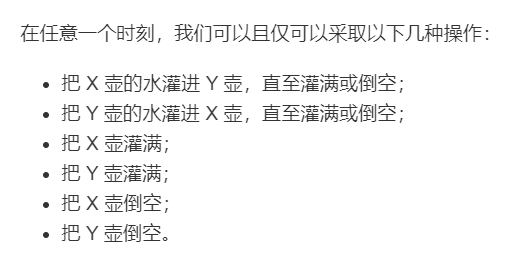 在任意一个时刻，我们可以且仅可以采取以下几种操作：
• 把 X 壶的水灌进 Y 壶，直至灌满或倒空；
• 把 Y 壶的水灌进 X 壶，直至灌满或倒空；
• 把 X 壶灌满；
• 把 Y 壶灌满；
• 把 X 壶倒空；
• 把 Y 壶倒空。